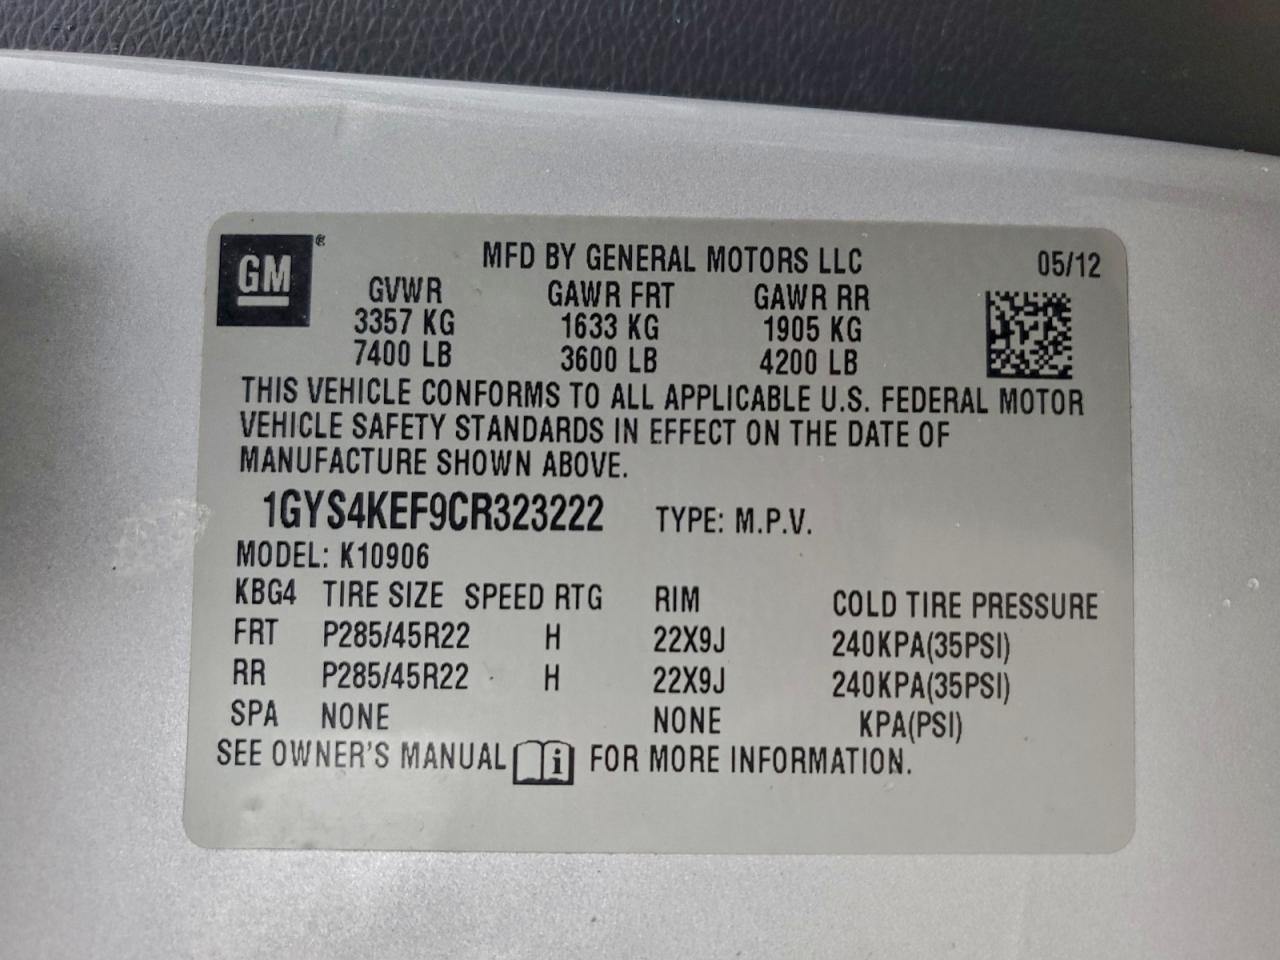 GM®
MFD BY GENERAL MOTORS LLC 05/12
GVWR GAWR FRT GAWR RR
3357 KG 1633 KG 1905 KG
7400 LB 3600 LB 4200 LB
THIS VEHICLE CONFORMS TO ALL APPLICABLE U.S. FEDERAL MOTOR
VEHICLE SAFETY STANDARDS IN EFFECT ON THE DATE OF
MANUFACTURE SHOWN ABOVE.
1GYS4KEF9CR323222 TYPE: M.P.V.
MODEL: K10906
KBG4 TIRE SIZE SPEED RTG RIM COLD TIRE PRESSURE
FRT P285/45R22 H 22X9J 240KPA(35PSI)
RR P285/45R22 H 22X9J 240KPA(35PSI)
SPA NONE NONE KPA(PSI)
SEE OWNER'S MANUAL i FOR MORE INFORMATION.